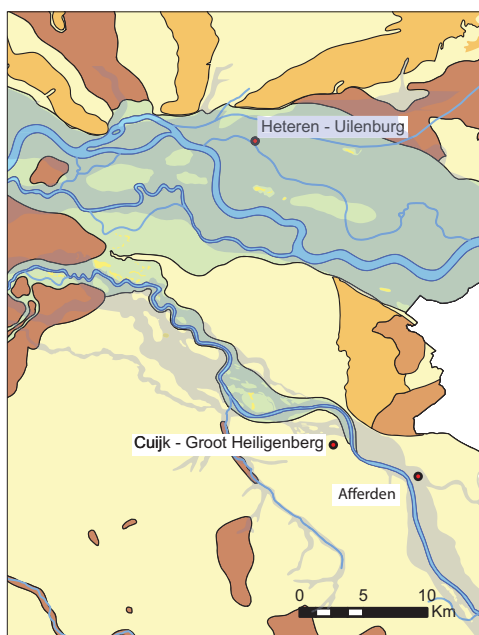 Heteren - Uilenburg
Cuijk - Groot Heiligenberg
Afferden
0 5 10
Km